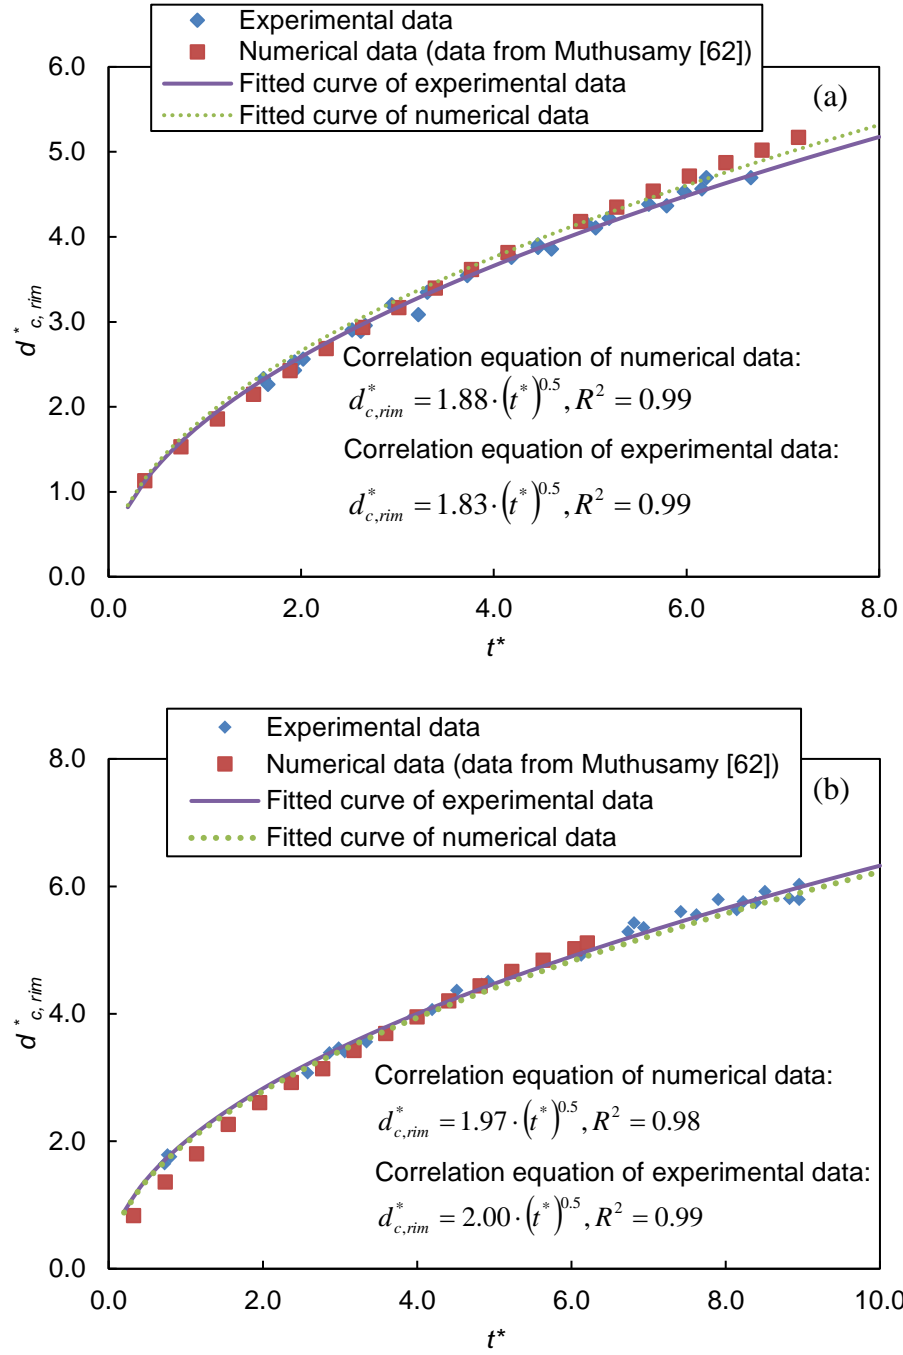 Experimental data
Numerical data (data from Muthusamy [62])
Fitted curve of experimental data
Fitted curve of numerical data
(a)
6.0
5.0
4.0
3.0
2.0
1.0
0.0
d*c, rim
Correlation equation of numerical data:
d*c,rim = 1.88·(t*)^0.5, R² = 0.99
Correlation equation of experimental data:
d*c,rim = 1.83·(t*)^0.5, R² = 0.99
0.0 2.0 4.0 6.0 8.0
t*
Experimental data
Numerical data (data from Muthusamy [62])
Fitted curve of experimental data
Fitted curve of numerical data
(b)
8.0
6.0
4.0
2.0
0.0
d*c, rim
Correlation equation of numerical data:
d*c,rim = 1.97·(t*)^0.5, R² = 0.98
Correlation equation of experimental data:
d*c,rim = 2.00·(t*)^0.5, R² = 0.99
0.0 2.0 4.0 6.0 8.0 10.0
t*